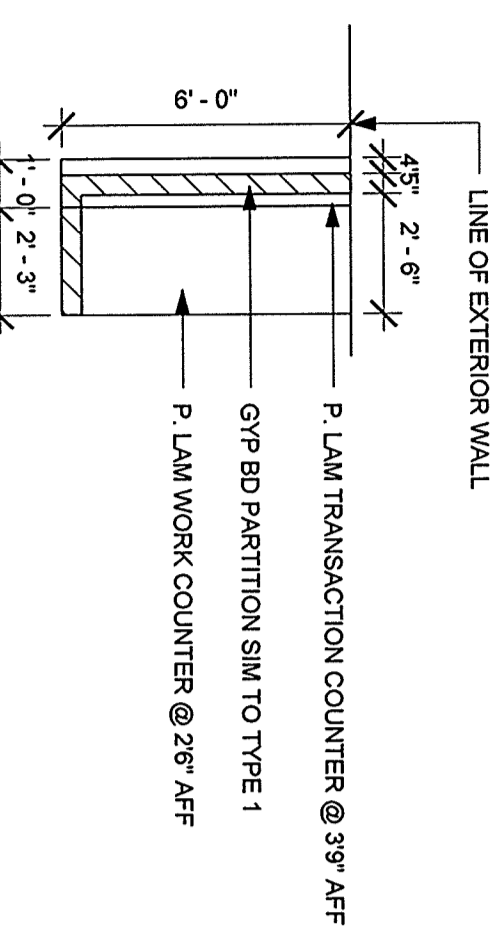 LINE OF EXTERIOR WALL
6' - 0"
4" 5" 2' - 6"
1' - 0" 2' - 3"
P. LAM TRANSACTION COUNTER @ 3'9" AFF
GYP BD PARTITION SIM TO TYPE 1
P. LAM WORK COUNTER @ 2'6" AFF